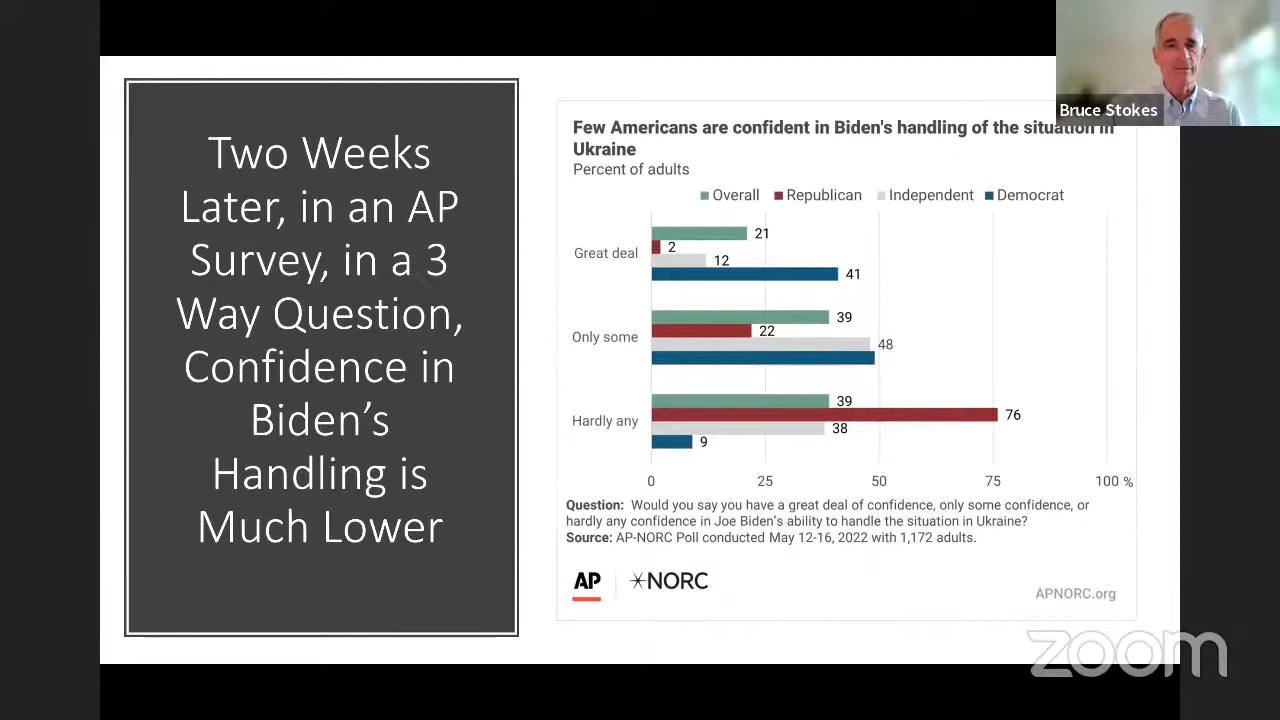 Two Weeks
Later, in an AP
Survey, in a 3
Way Question,
Confidence in
Biden’s
Handling is
Much Lower
Bruce Stokes
Few Americans are confident in Biden's handling of the situation in
Ukraine
Percent of adults
Overall Republican Independent Democrat
Great deal
21
2
12
41
Only some
39
22
48
Hardly any
39
76
38
9
0 25 50 75 100 %
Question: Would you say you have a great deal of confidence, only some confidence, or
hardly any confidence in Joe Biden's ability to handle the situation in Ukraine?
Source: AP-NORC Poll conducted May 12-16, 2022 with 1,172 adults.
AP NORC
APNORC.org
zoom